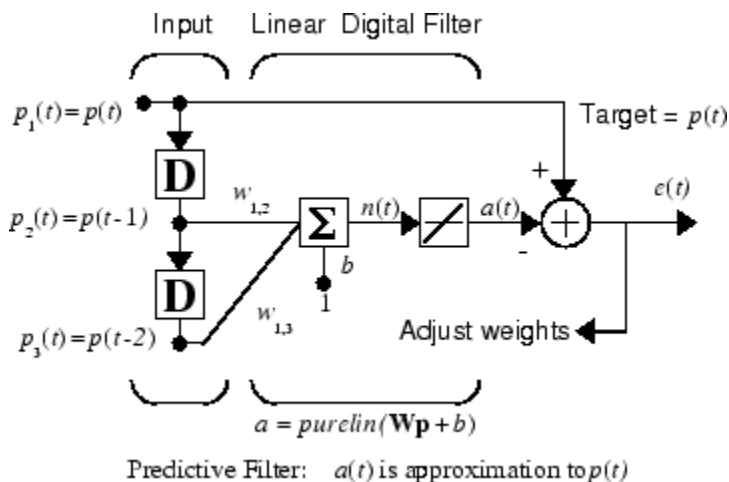 Input Linear Digital Filter
p1(t)=p(t)
Target = p(t)
D
+
e(t)
w1,2
n(t)
a(t)
p2(t)=p(t-1)
Σ
+
-
b
D
1
w1,3
p3(t)=p(t-2)
Adjust weights
a = purelin(Wp + b)
Predictive Filter: a(t) is approximation to p(t)